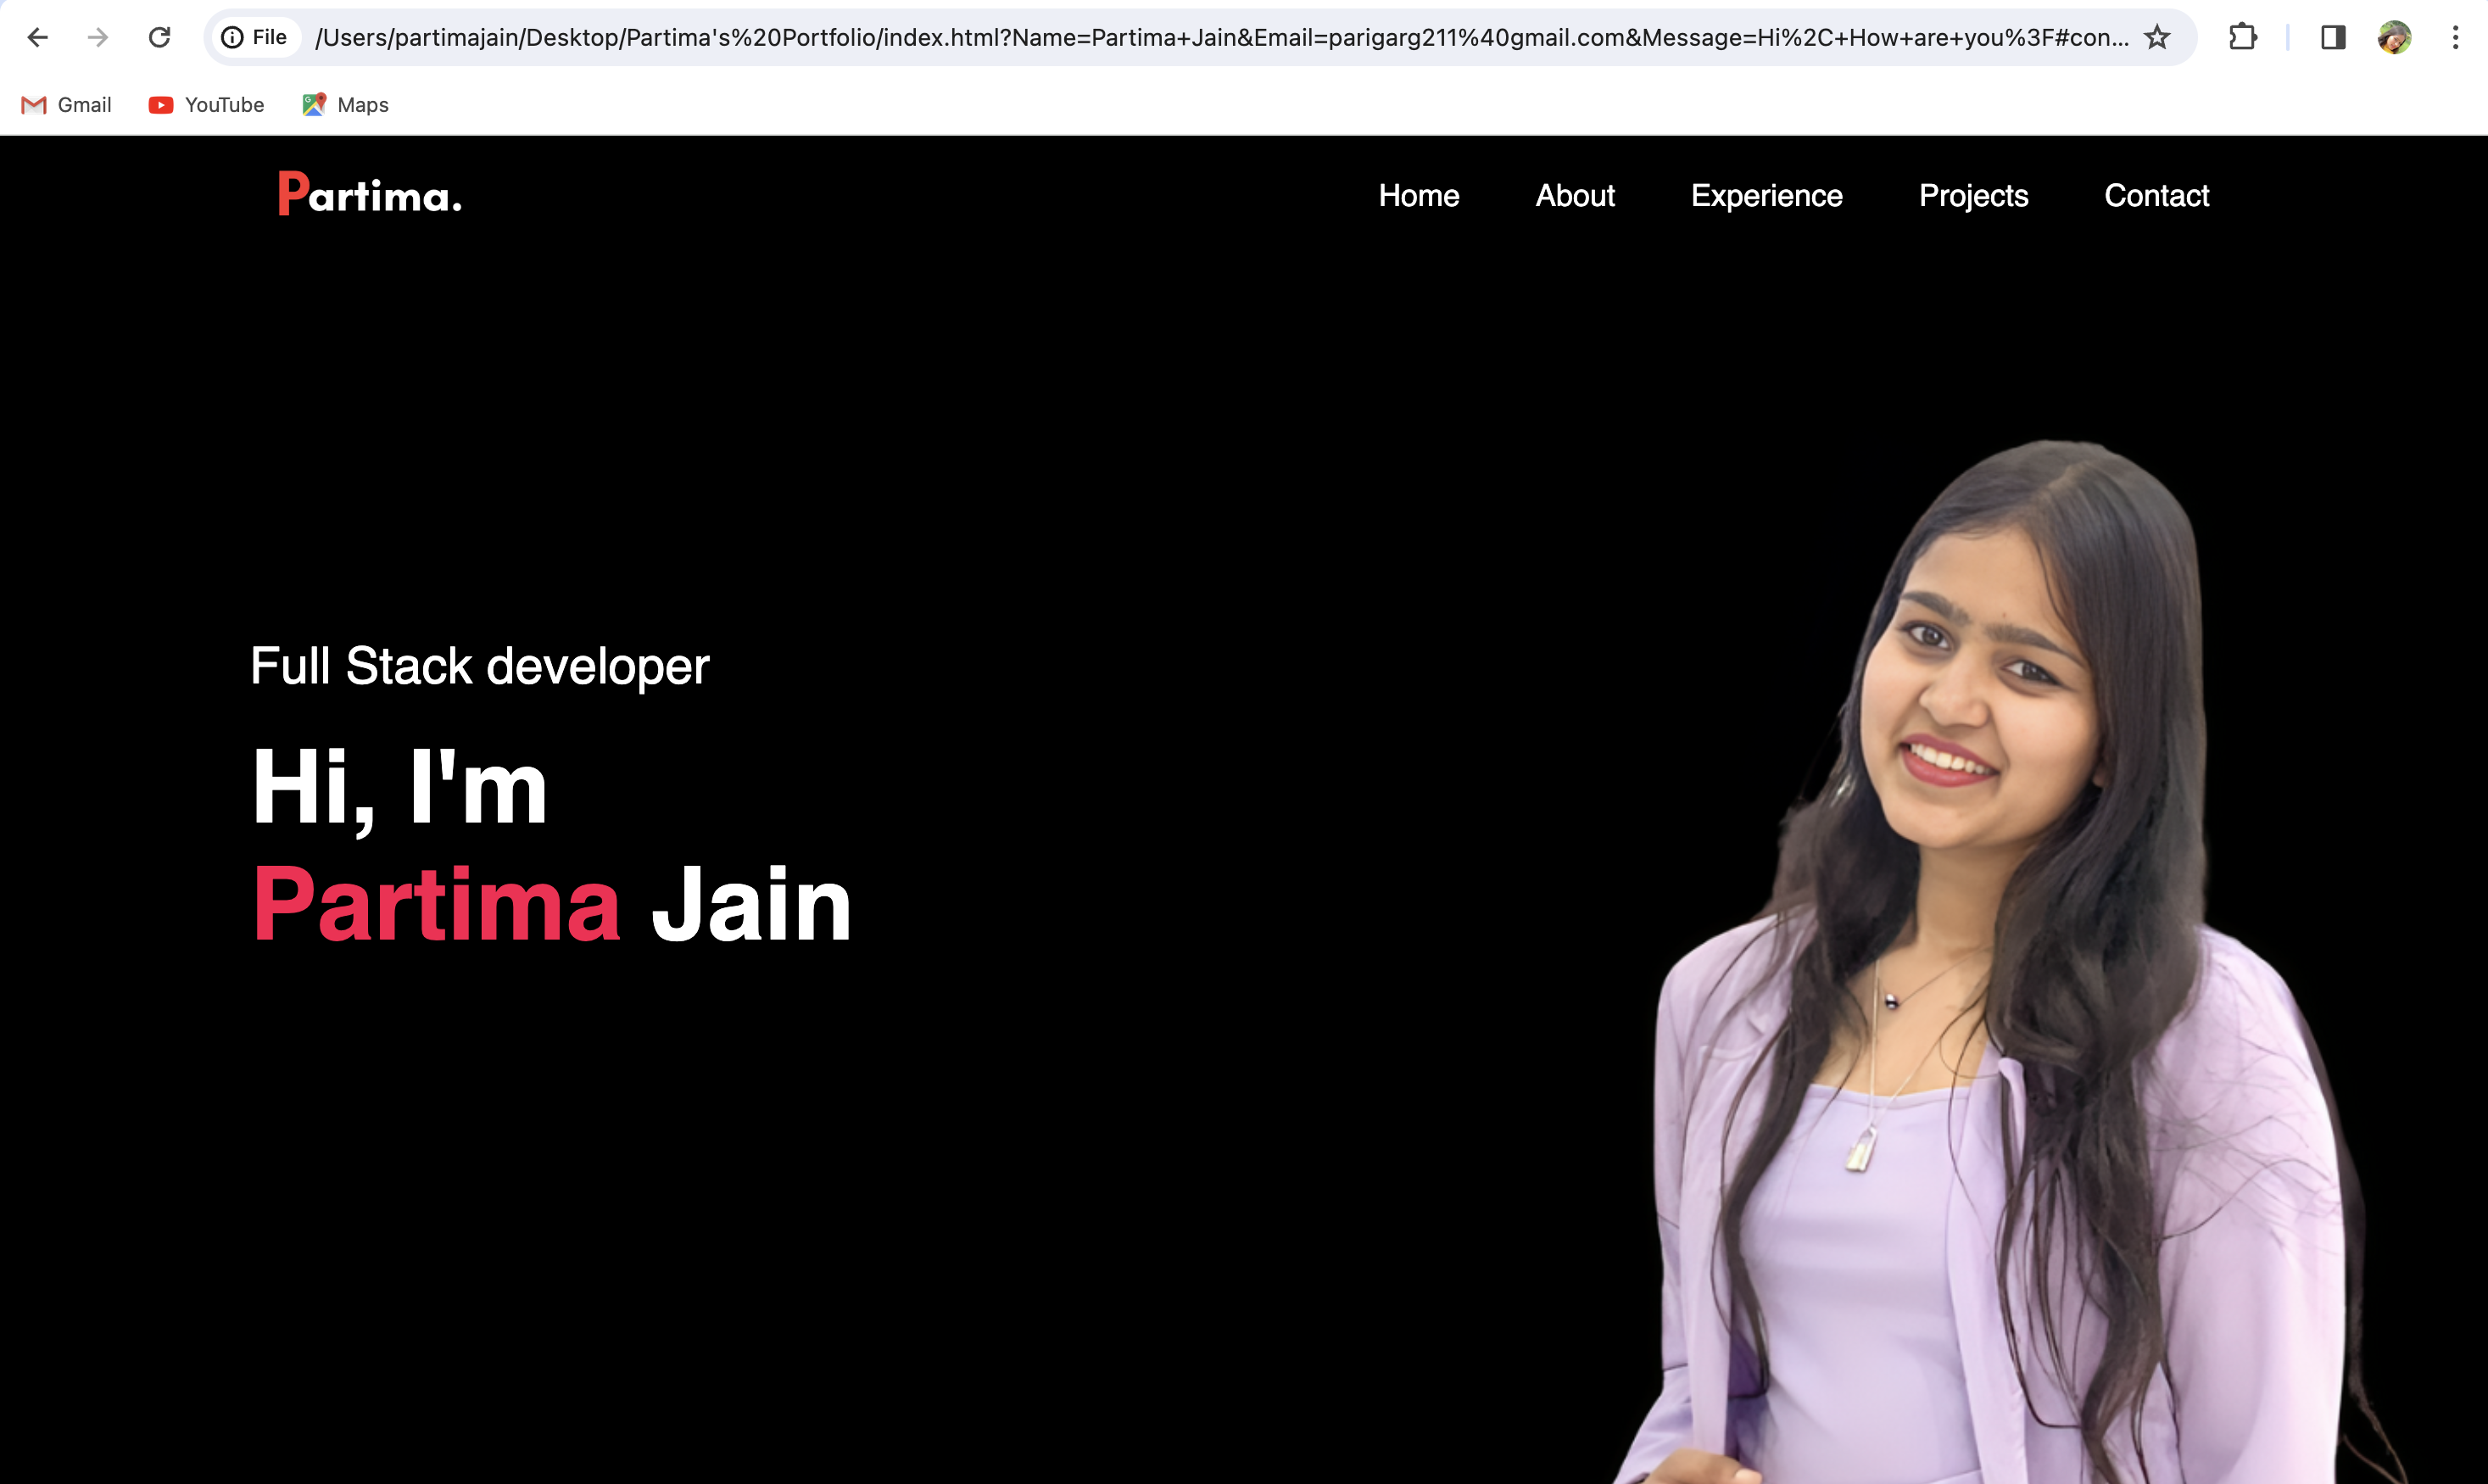 File /Users/partimajain/Desktop/Partima's%20Portfolio/index.html?Name=Partima+Jain&Email=parigarg211%40gmail.com&Message=Hi%2C+How+are+you%3F#con...
Gmail YouTube Maps
Partima. Home About Experience Projects Contact
Full Stack developer
Hi, I'm
Partima Jain